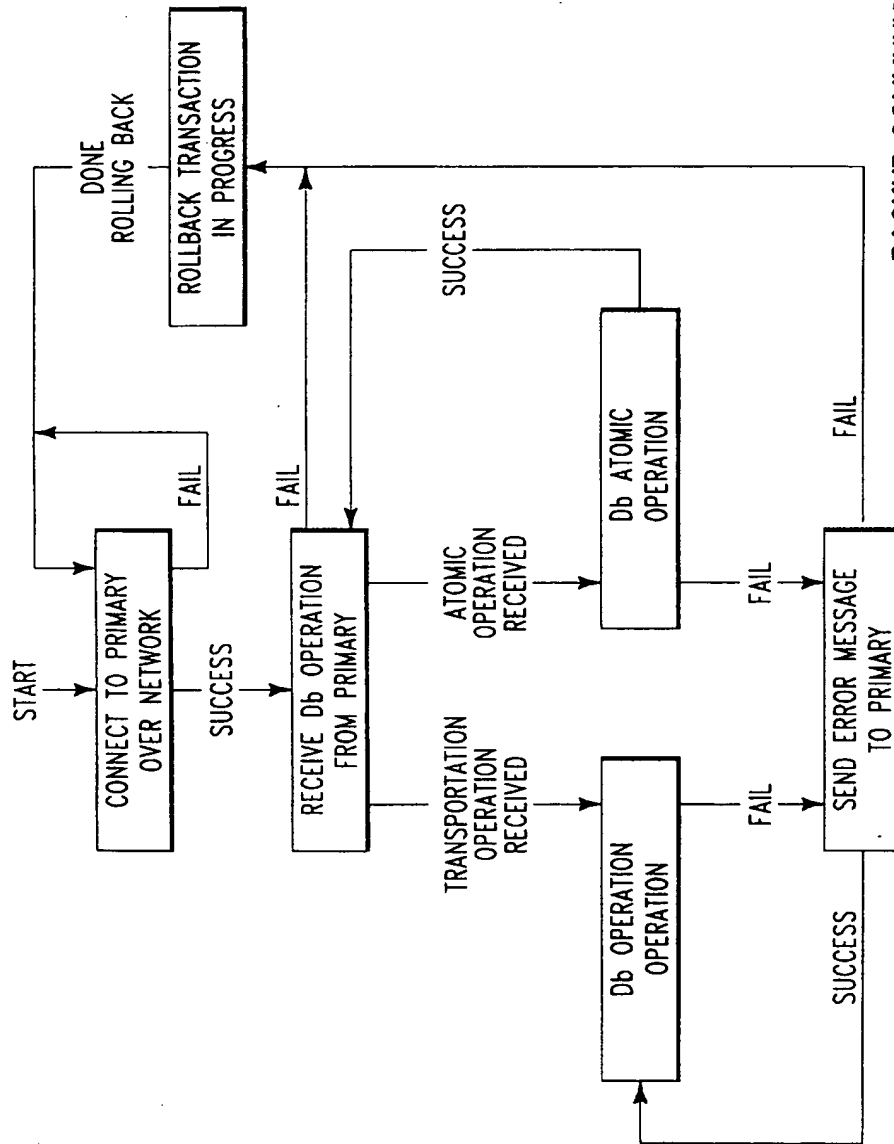 START
CONNECT TO PRIMARY
OVER NETWORK
FAIL
DONE
ROLLING BACK
ROLLBACK TRANSACTION
IN PROGRESS
SUCCESS
RECEIVE Db OPERATION
FROM PRIMARY
FAIL
TRANSPORTATION
OPERATION
RECEIVED
ATOMIC
OPERATION
RECEIVED
SUCCESS
Db OPERATION
OPERATION
Db ATOMIC
OPERATION
FAIL
FAIL
SEND ERROR MESSAGE
TO PRIMARY
SUCCESS
FAIL